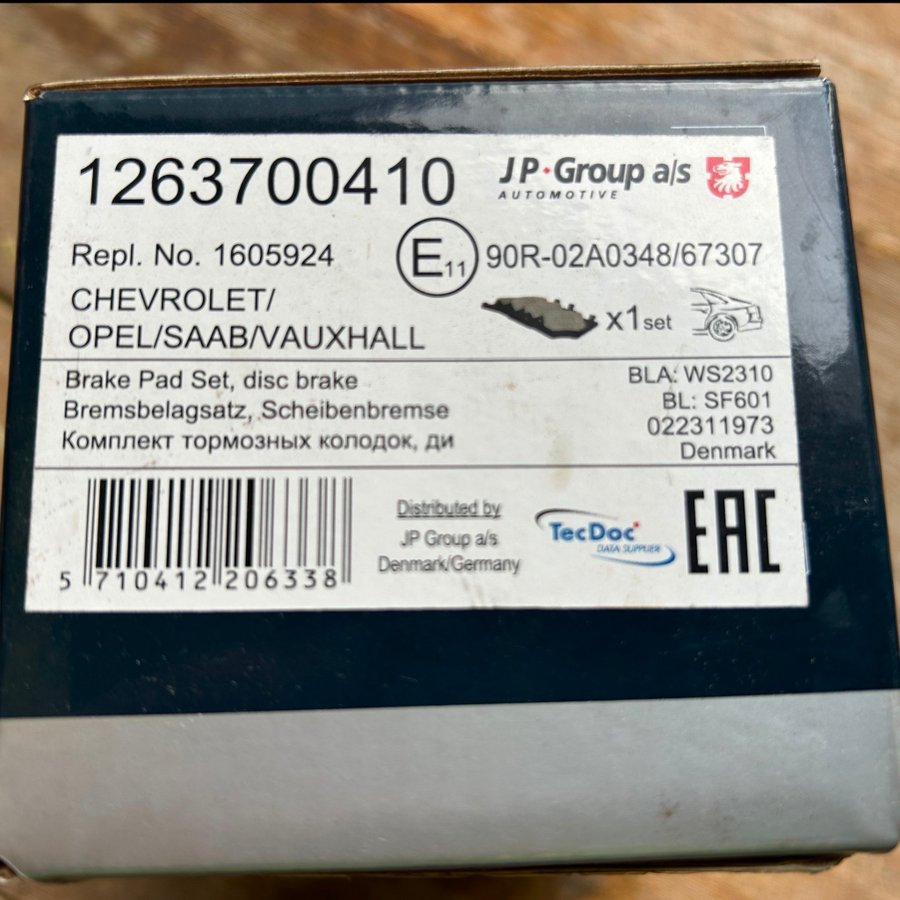 1263700410
JP Group a/s
AUTOMOTIVE
Repl. No. 1605924
E11 90R-02A0348/67307
CHEVROLET/
OPEL/SAAB/VAUXHALL
x1set
Brake Pad Set, disc brake
Bremsbelagsatz, Scheibenbremse
Комплект тормозных колодок, ди
BLA: WS2310
BL: SF601
022311973
Denmark
5 710412 206338
Distributed by
JP Group a/s
Denmark/Germany
TecDoc
DATA SUPPLIER
EAC